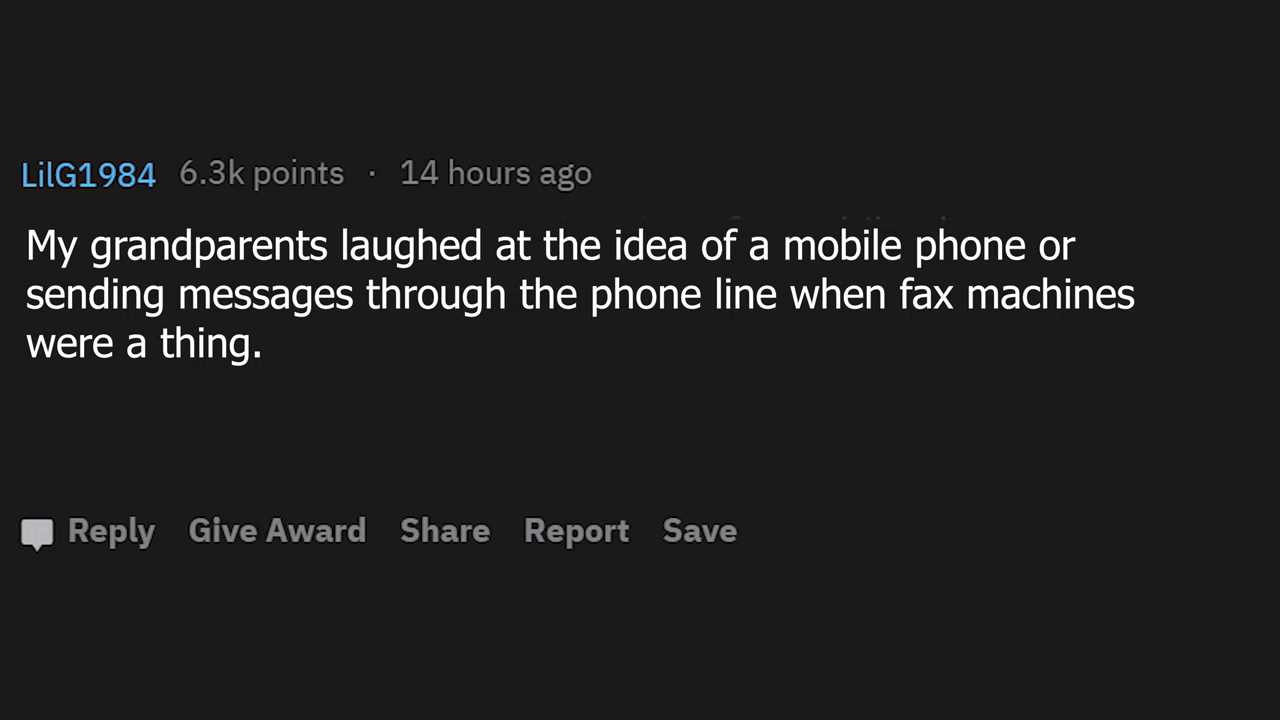 LilG1984 6.3k points · 14 hours ago
My grandparents laughed at the idea of a mobile phone or
sending messages through the phone line when fax machines
were a thing.
Reply Give Award Share Report Save